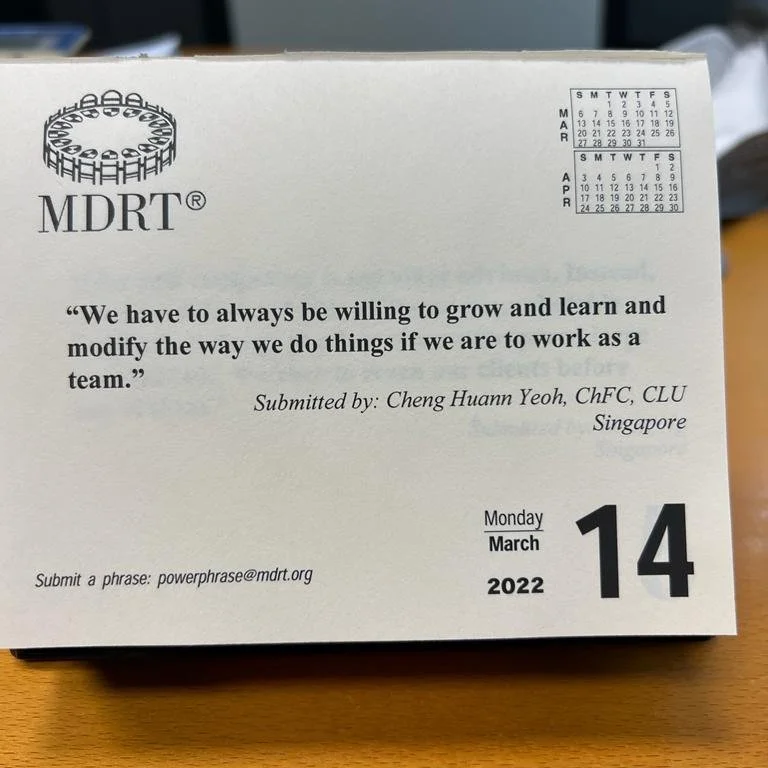 MDRT®
MAR
S M T W T F S
1 2 3 4 5
6 7 8 9 10 11 12
13 14 15 16 17 18 19
20 21 22 23 24 25 26
27 28 29 30 31
APR
S M T W T F S
1 2
3 4 5 6 7 8 9
10 11 12 13 14 15 16
17 18 19 20 21 22 23
24 25 26 27 28 29 30
“We have to always be willing to grow and learn and
modify the way we do things if we are to work as a
team.”
Submitted by: Cheng Huann Yeoh, ChFC, CLU
Singapore
Monday
March
2022
14
Submit a phrase: powerphrase@mdrt.org